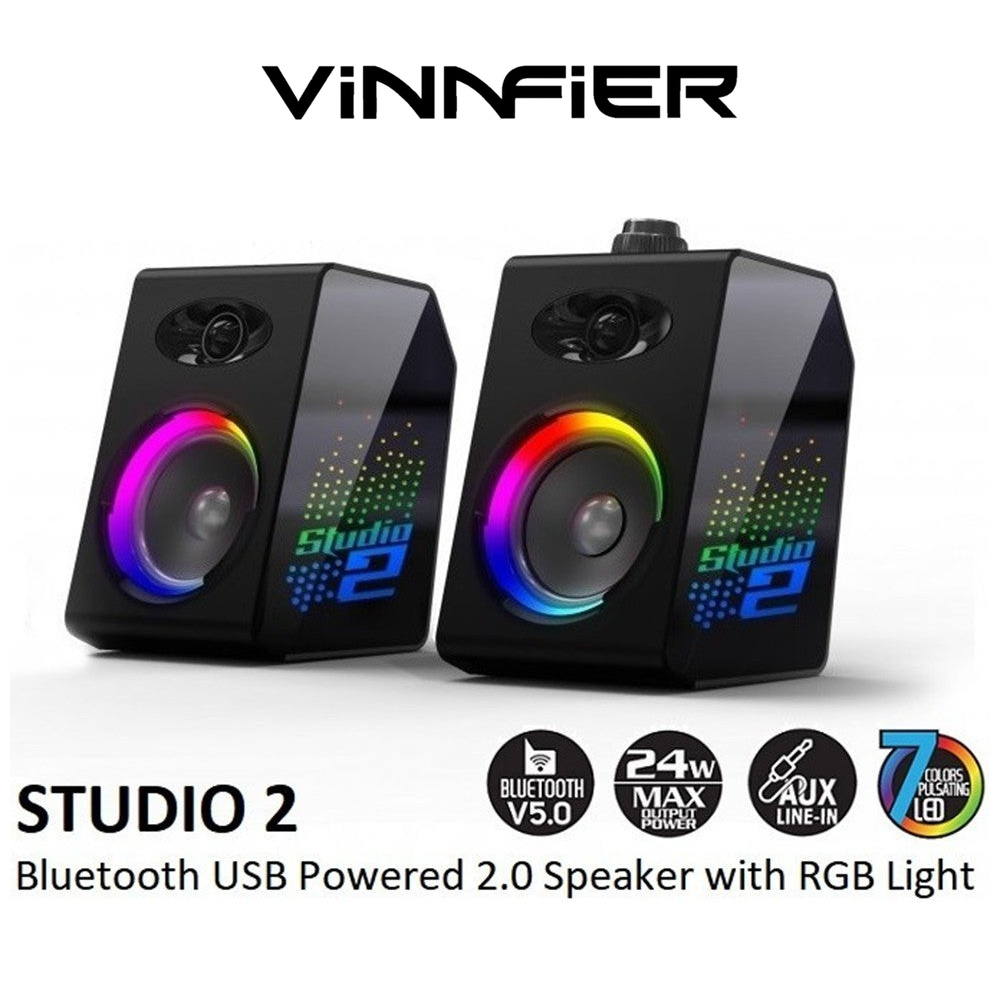 ViNNFiER
Studio
2
Studio
2
BLUETOOTH
V5.0
24W
MAX
OUTPUT
POWER
AUX
LINE-IN
7
COLORS
PULSATING
LED
STUDIO 2
Bluetooth USB Powered 2.0 Speaker with RGB Light